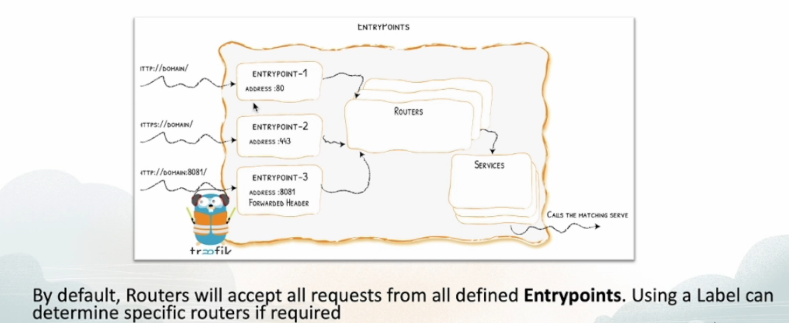 ENTRYPOINTS
HTTP://DOMAIN/
ENTRYPOINT-1
ADDRESS :80
ROUTERS
HTTPS://DOMAIN/
ENTRYPOINT-2
ADDRESS :443
SERVICES
HTTP://DOMAIN:8081/
ENTRYPOINT-3
ADDRESS :8081
FORWARDED HEADER
CALLS THE MATCHING SERVE
træfik
By default, Routers will accept all requests from all defined Entrypoints. Using a Label can
determine specific routers if required